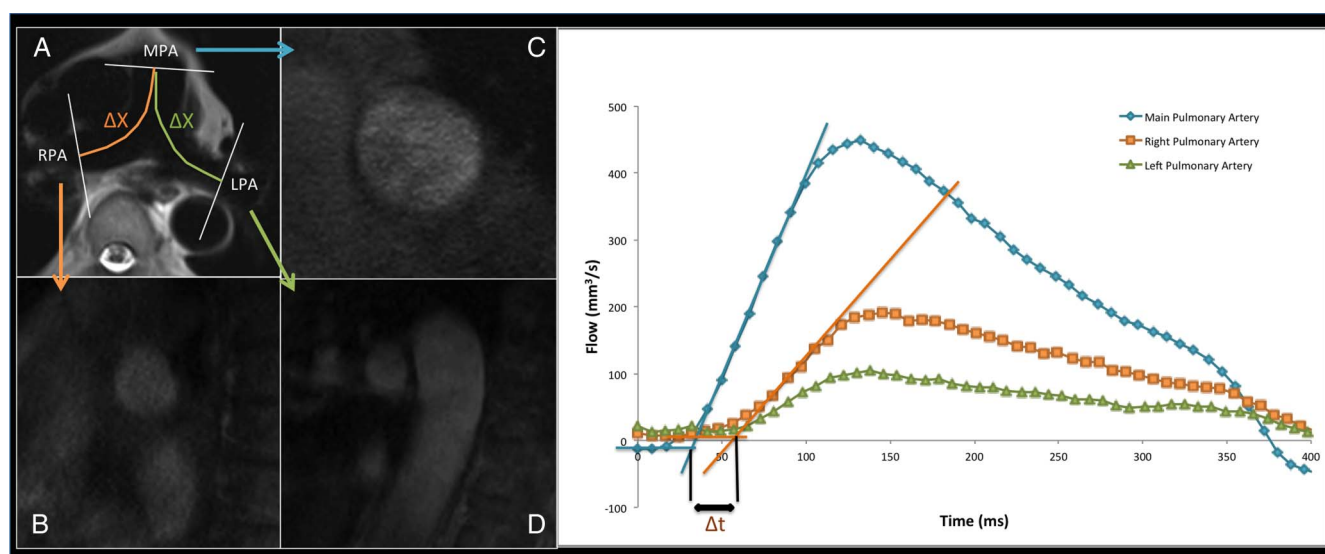 A
MPA
C
ΔX
ΔX
RPA
LPA
B
D
Flow (mm³/s)
500
400
300
200
100
0
-100
0
50
100
150
200
250
300
350
400
Δt
Time (ms)
Main Pulmonary Artery
Right Pulmonary Artery
Left Pulmonary Artery